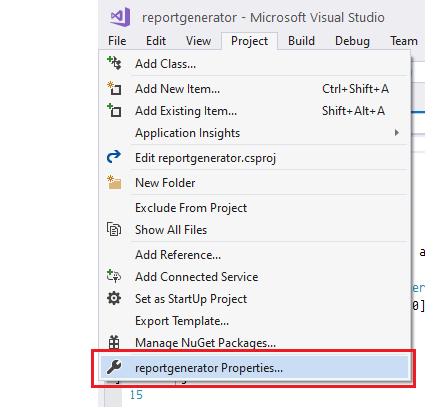 reportgenerator - Microsoft Visual Studio
File Edit View Project Build Debug Team
Add Class...
Add New Item... Ctrl+Shift+A
Add Existing Item... Shift+Alt+A
Application Insights
Edit reportgenerator.csproj
New Folder
Exclude From Project
Show All Files
a
Add Reference...
Add Connected Service
er
Set as StartUp Project
0]
Export Template...
Manage NuGet Packages...
reportgenerator Properties...
15